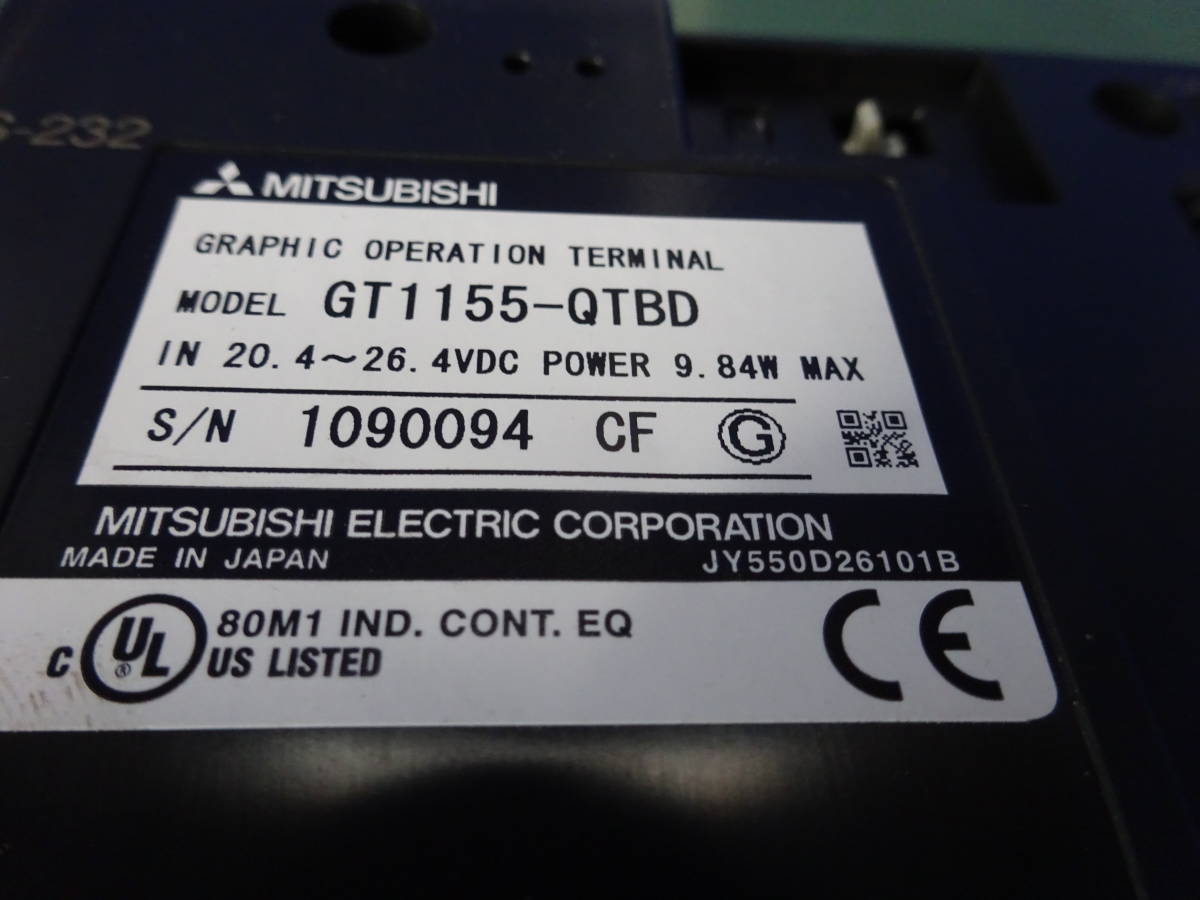 S-232
MITSUBISHI
GRAPHIC OPERATION TERMINAL
MODEL GT1155-QTBD
IN 20.4～26.4VDC POWER 9.84W MAX
S/N 1090094 CF G
MITSUBISHI ELECTRIC CORPORATION
MADE IN JAPAN JY550D26101B
C UL ® US LISTED 80M1 IND. CONT. EQ CE